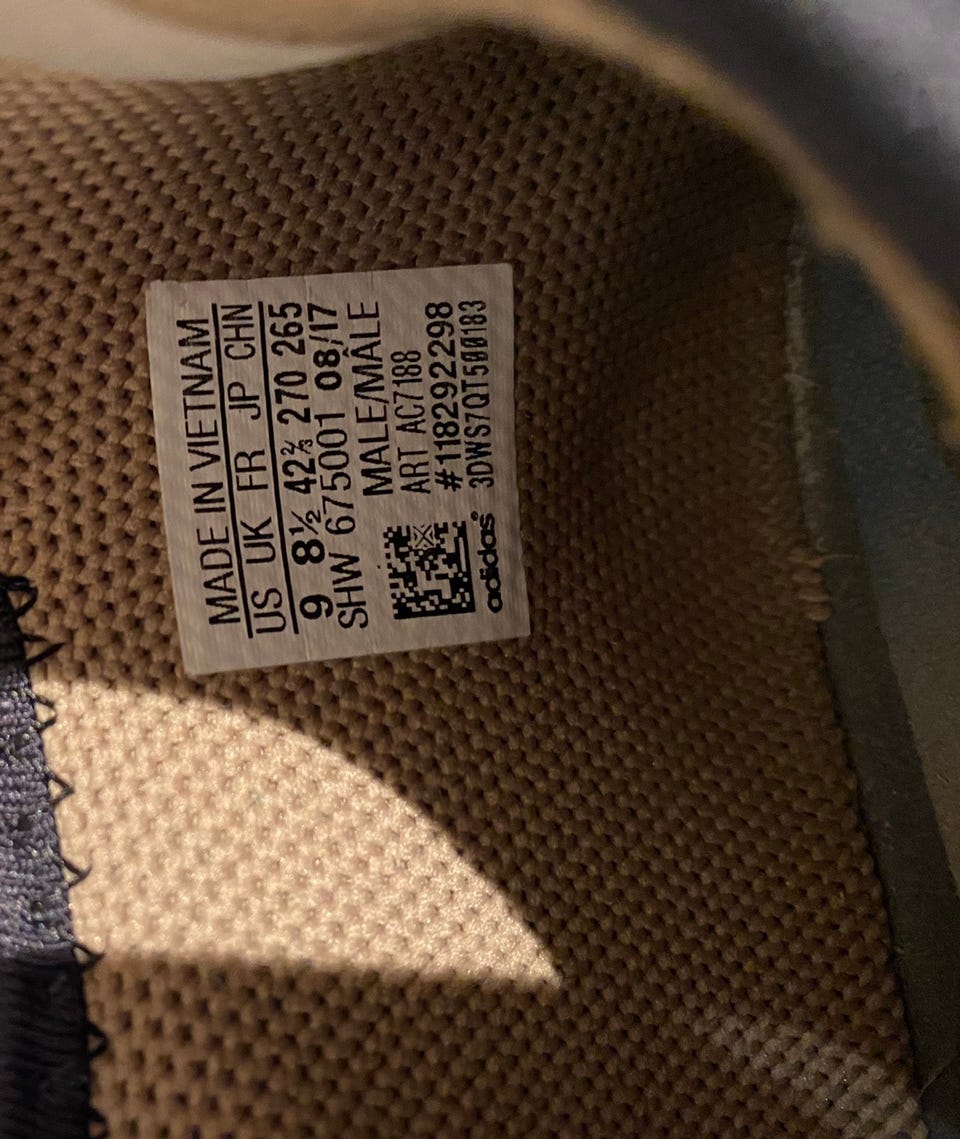 MADE IN VIETNAM
US UK FR JP CHN
9 8½ 42⅔ 270 265
SHW 675001 08/17
MALE/MÂLE
ART AC7188
#118292298
3DWS7QT500183
adidas®